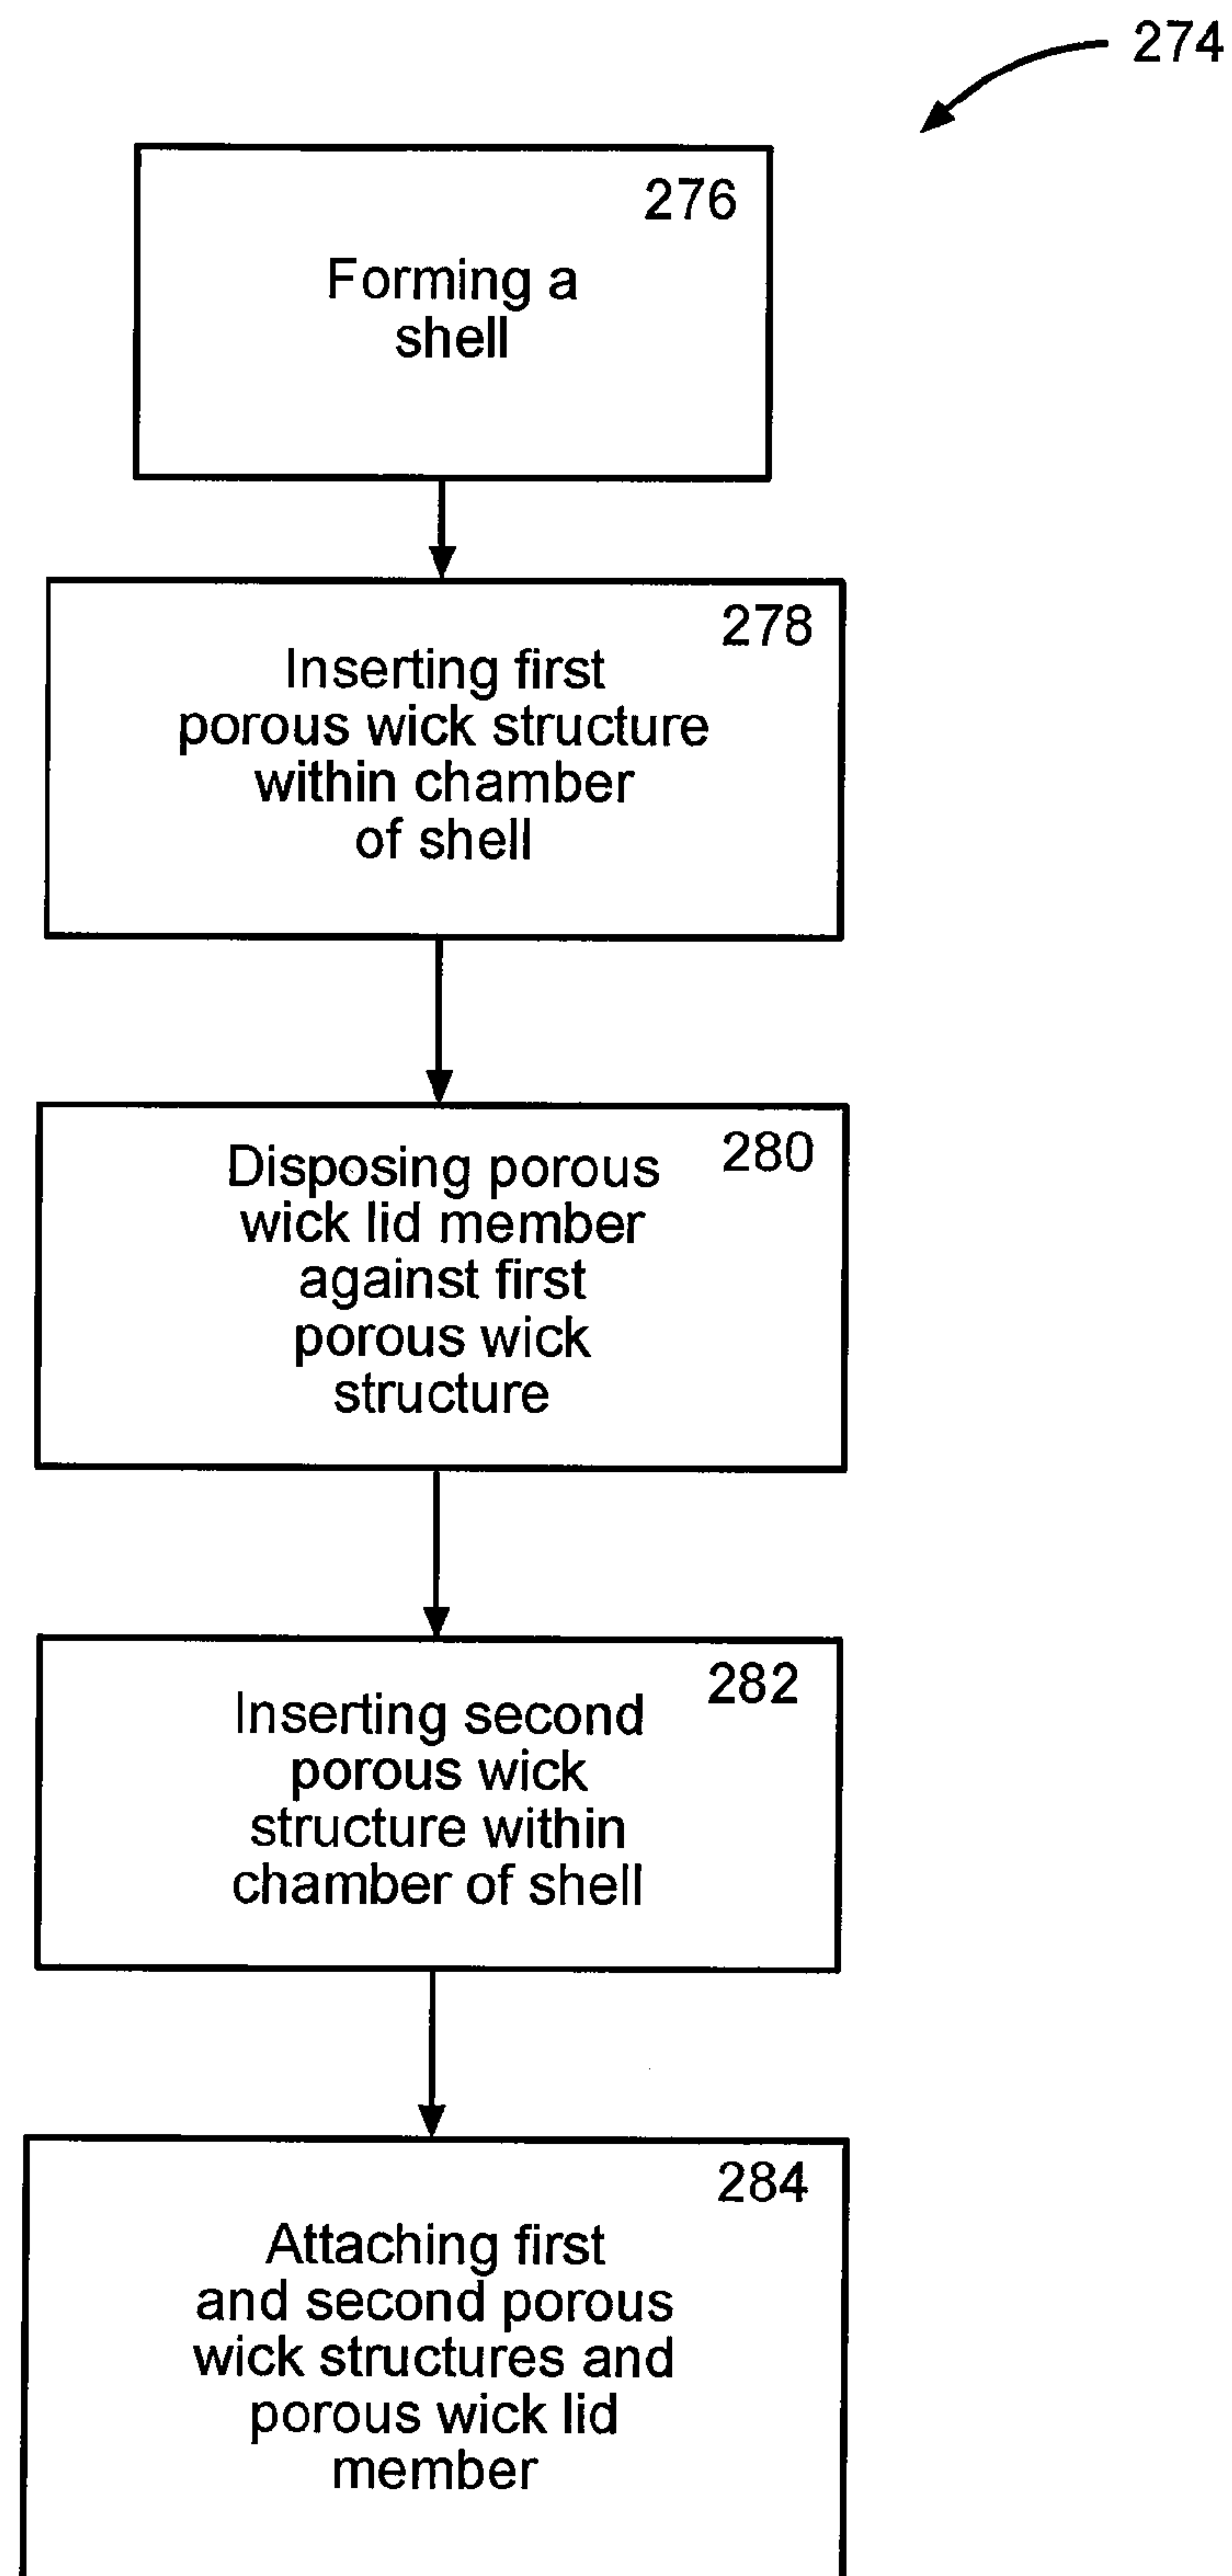 274
276
Forming a
shell
278
Inserting first
porous wick structure
within chamber
of shell
280
Disposing porous
wick lid member
against first
porous wick
structure
282
Inserting second
porous wick
structure within
chamber of shell
284
Attaching first
and second porous
wick structures and
porous wick lid
member